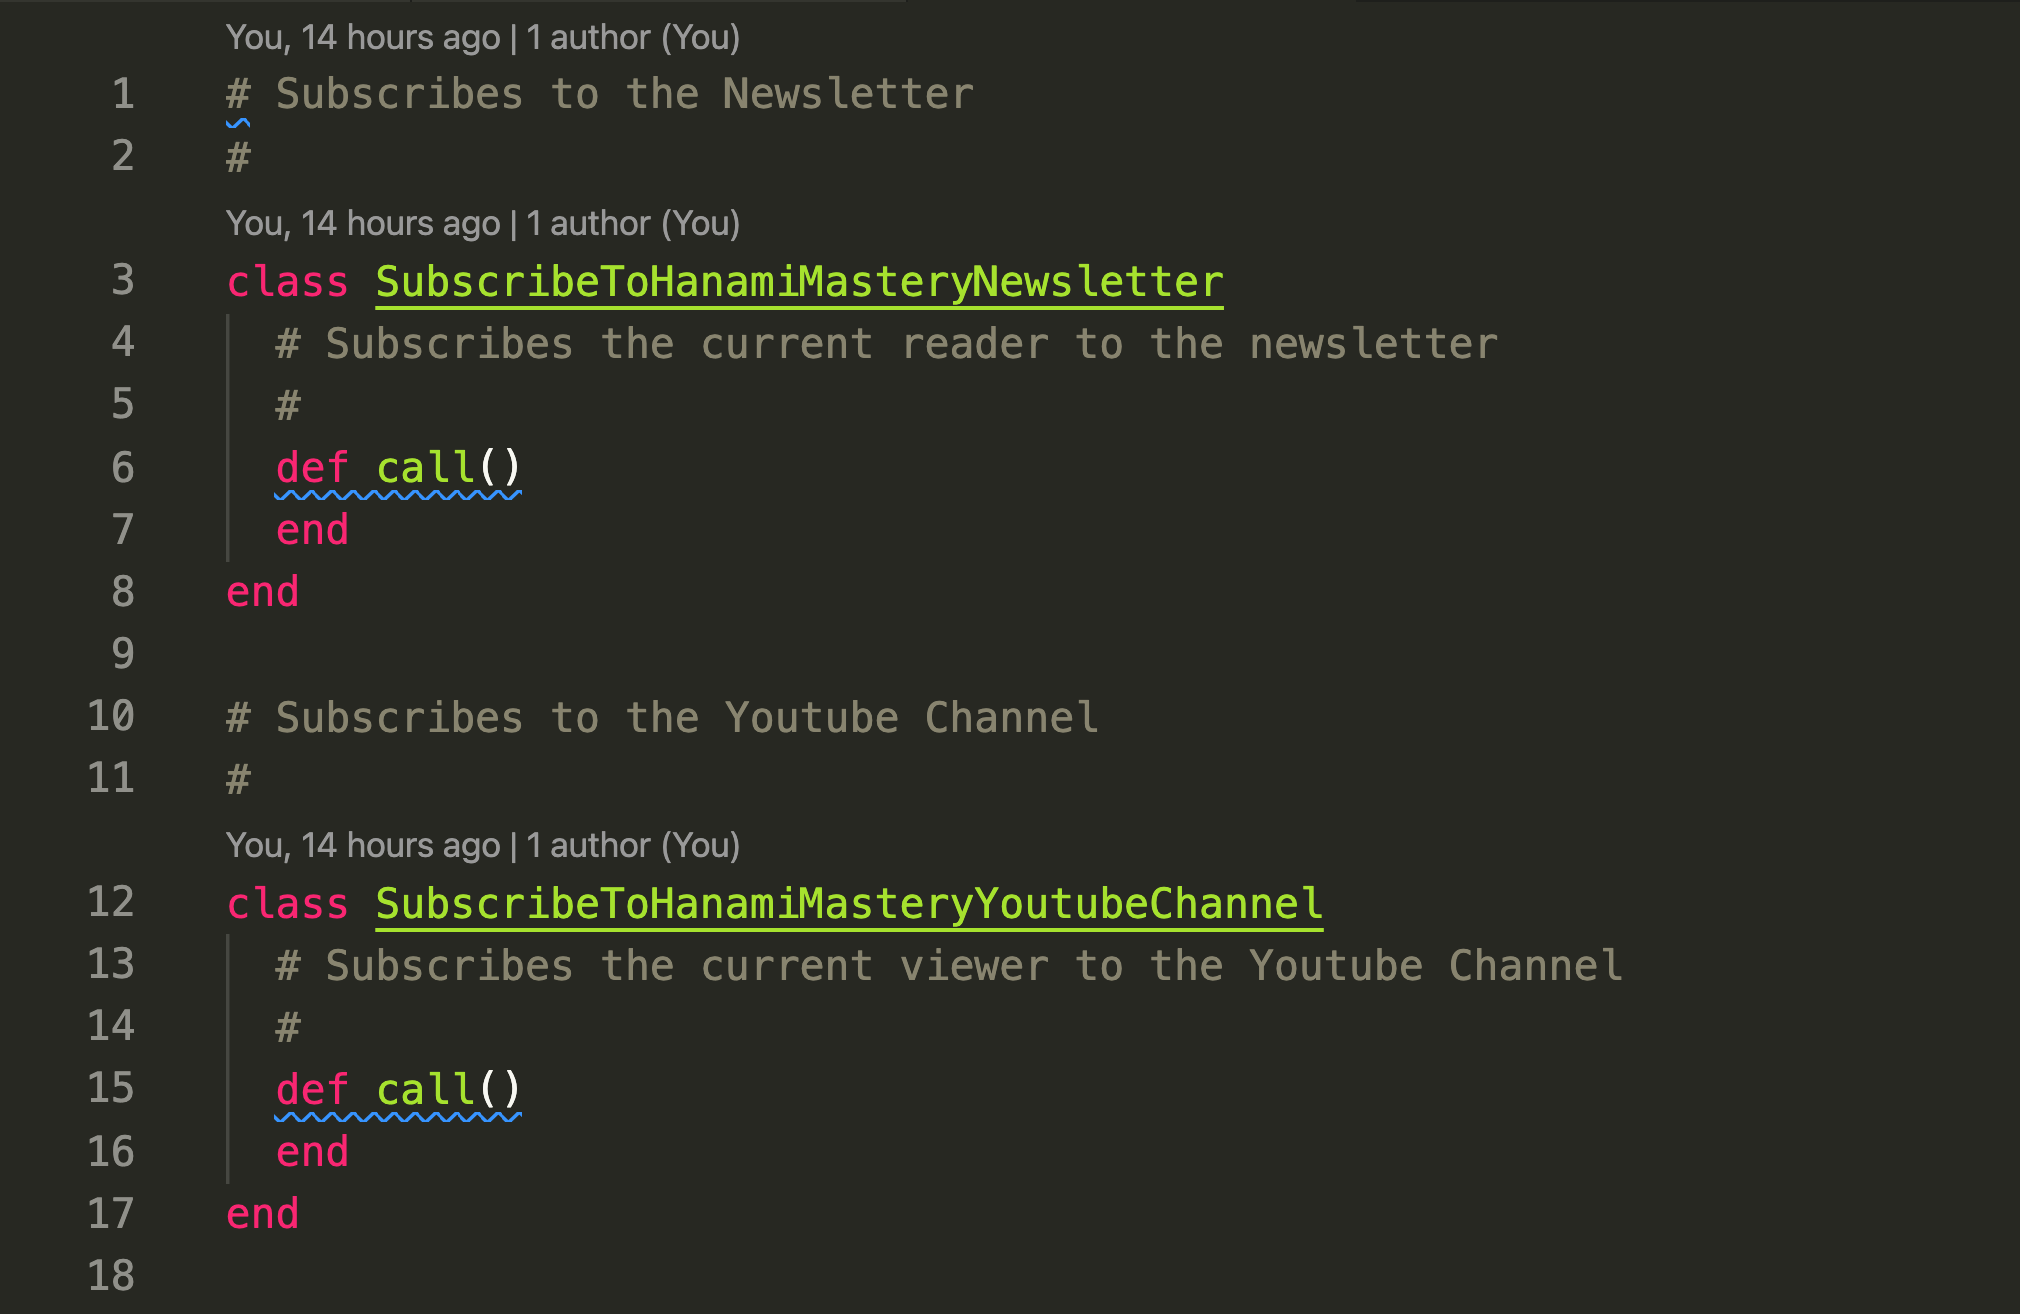 You, 14 hours ago | 1 author (You)
1 # Subscribes to the Newsletter
2 #
You, 14 hours ago | 1 author (You)
3 class SubscribeToHanamiMasteryNewsletter
4 # Subscribes the current reader to the newsletter
5 #
6 def call()
7 end
8 end
9
10 # Subscribes to the Youtube Channel
11 #
You, 14 hours ago | 1 author (You)
12 class SubscribeToHanamiMasteryYoutubeChannel
13 # Subscribes the current viewer to the Youtube Channel
14 #
15 def call()
16 end
17 end
18